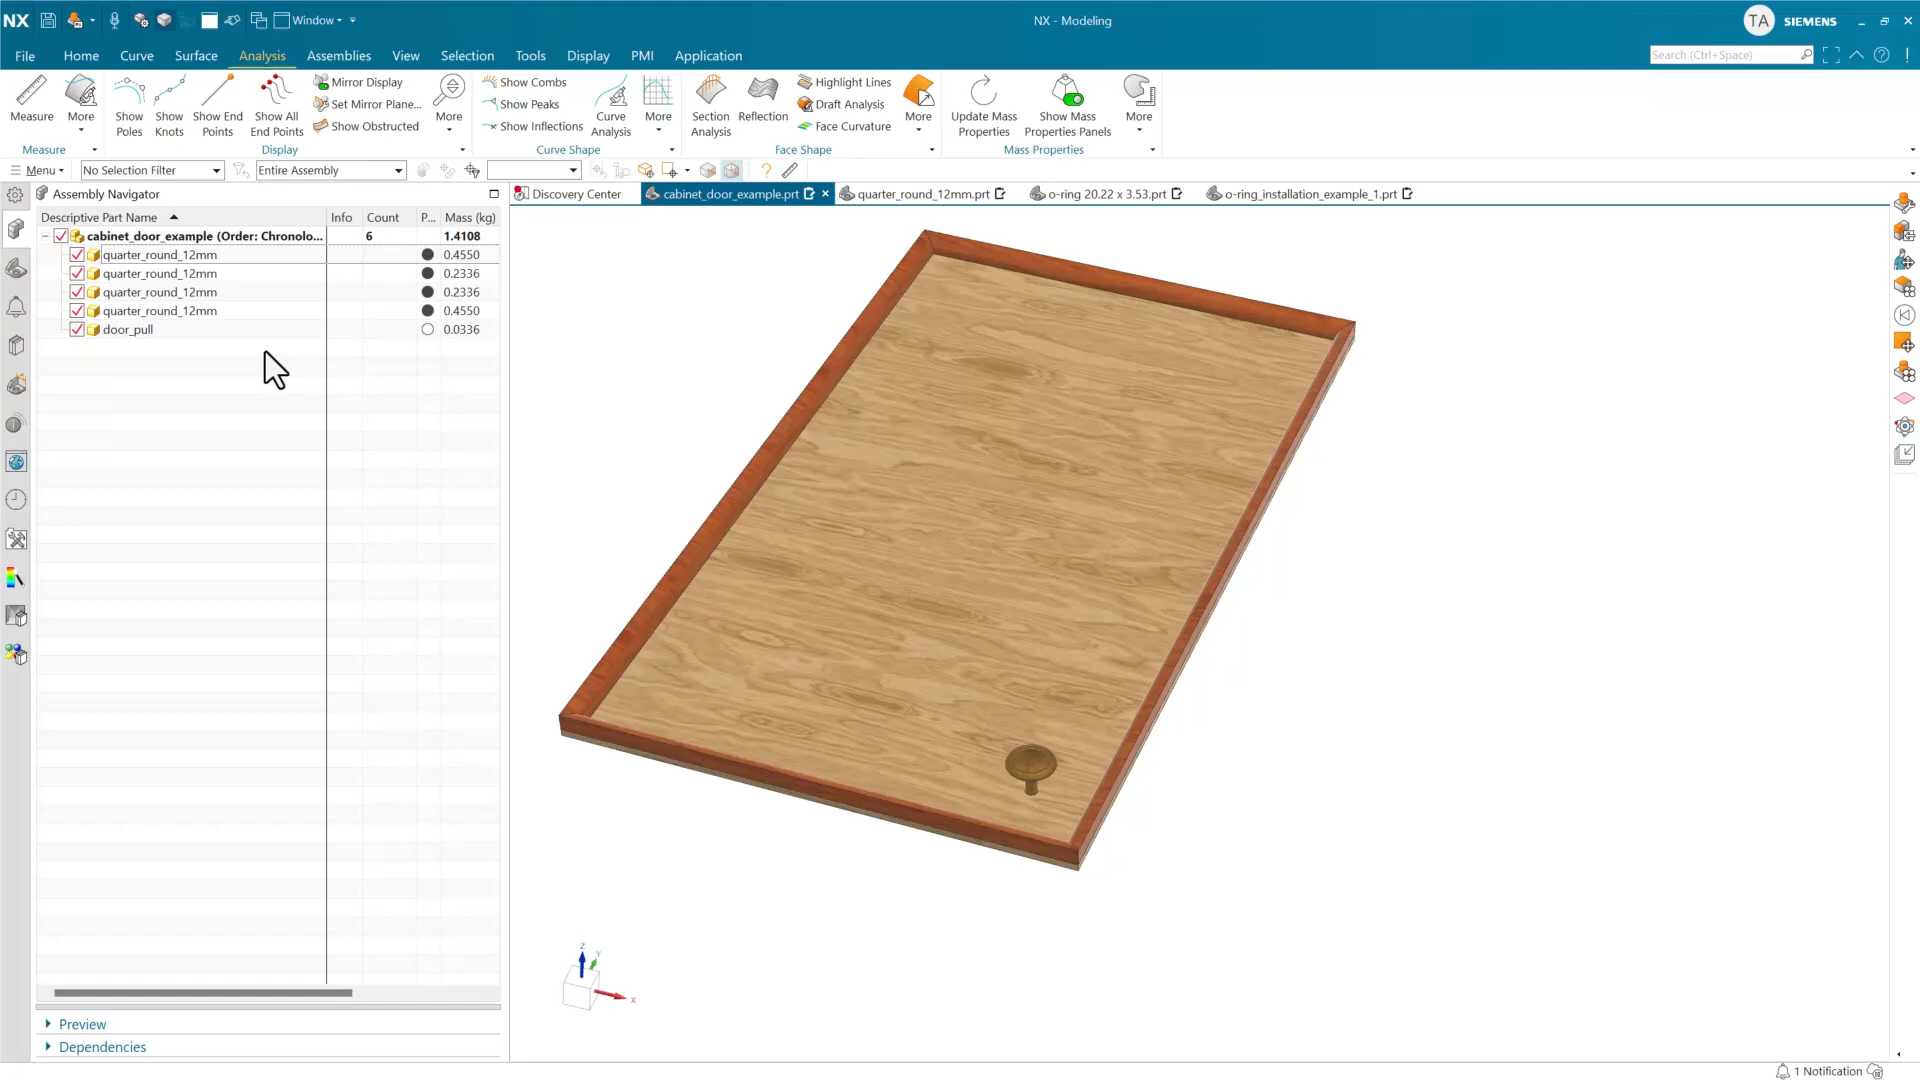 NX
Window
NX - Modeling
TA
SIEMENS
File
Home
Curve
Surface
Analysis
Assemblies
View
Selection
Tools
Display
PMI
Application
Search (Ctrl+Space)
Measure
More
Show Poles
Show Knots
Show End Points
Show All End Points
Mirror Display
Set Mirror Plane...
Show Obstructed
More
Show Combs
Show Peaks
Show Inflections
Curve Analysis
More
Section Analysis
Reflection
Highlight Lines
Draft Analysis
Face Curvature
More
Update Mass Properties
Show Mass Properties Panels
More
Measure
Display
Curve Shape
Face Shape
Mass Properties
Menu
No Selection Filter
Entire Assembly
Assembly Navigator
Discovery Center
cabinet_door_example.prt
quarter_round_12mm.prt
o-ring 20.22 x 3.53.prt
o-ring_installation_example_1.prt
Descriptive Part Name Info Count P... Mass (kg)
cabinet_door_example (Order: Chronolo... 6 1.4108
quarter_round_12mm 0.4550
quarter_round_12mm 0.2336
quarter_round_12mm 0.2336
quarter_round_12mm 0.4550
door_pull 0.0336
Z
Y
X
Preview
Dependencies
1 Notification